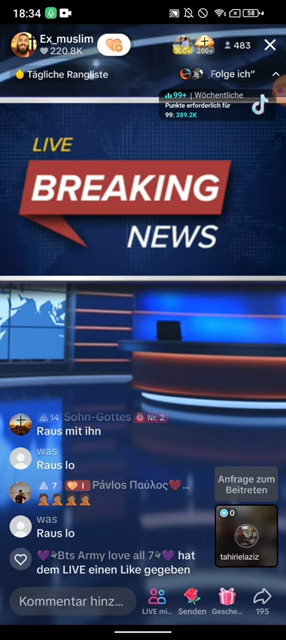 18:34
58
Ex_muslim
220.8K
200+
200+
483
Tägliche Rangliste
Folge ich"
99+ | Wöchentliche
Punkte erforderlich für
99: 389.2K
LIVE
BREAKING
NEWS
14 Sohn-Gottes Nr. 2
Raus mit ihn
was
Raus lo
7 I Pávlos Παύλος...
was
Raus lo
Bts Army love all 7 hat
dem LIVE einen Like gegeben
Anfrage zum
Beitreten
0
tahirielaziz
Kommentar hinz...
LIVE mi...
Senden
Gesche...
195